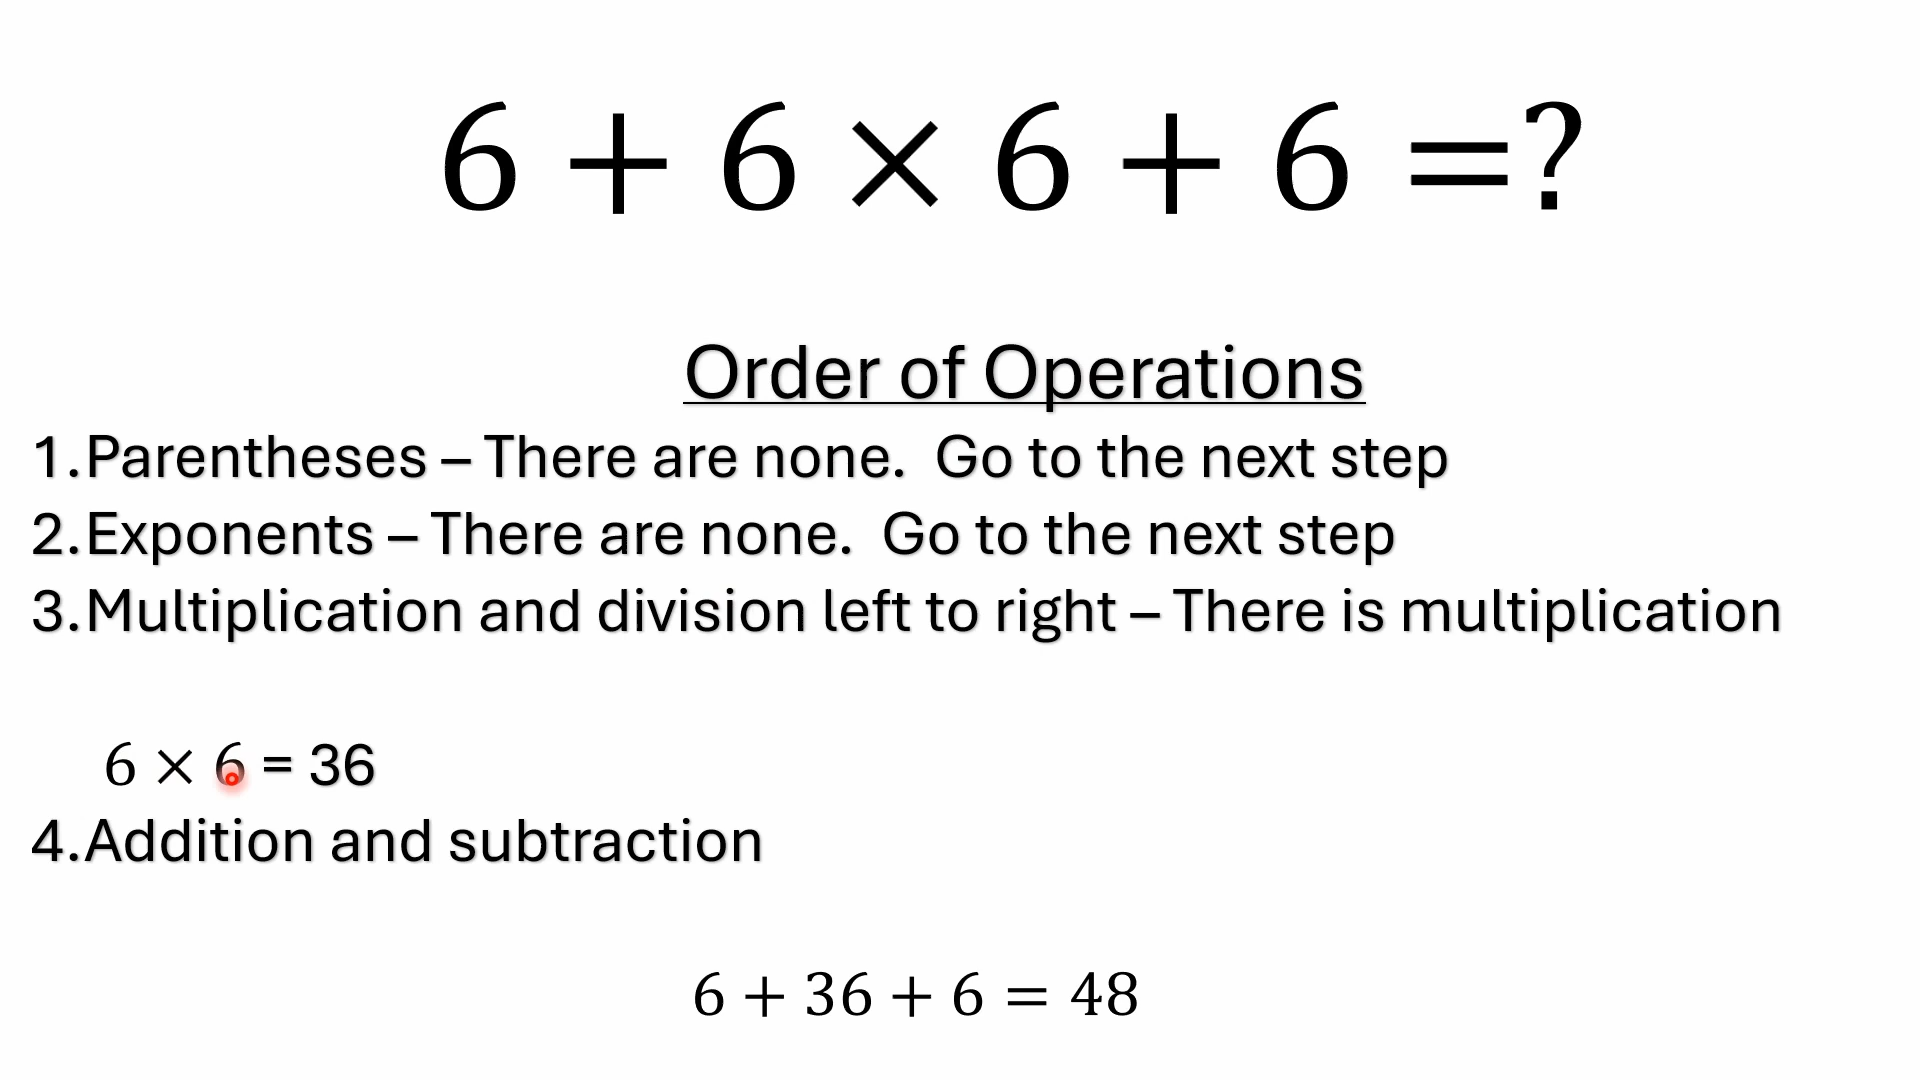 6 + 6 × 6 + 6 =?
Order of Operations
1.Parentheses – There are none.  Go to the next step
2.Exponents – There are none.  Go to the next step
3.Multiplication and division left to right – There is multiplication
6 × 6 = 36
4.Addition and subtraction
6 + 36 + 6 = 48